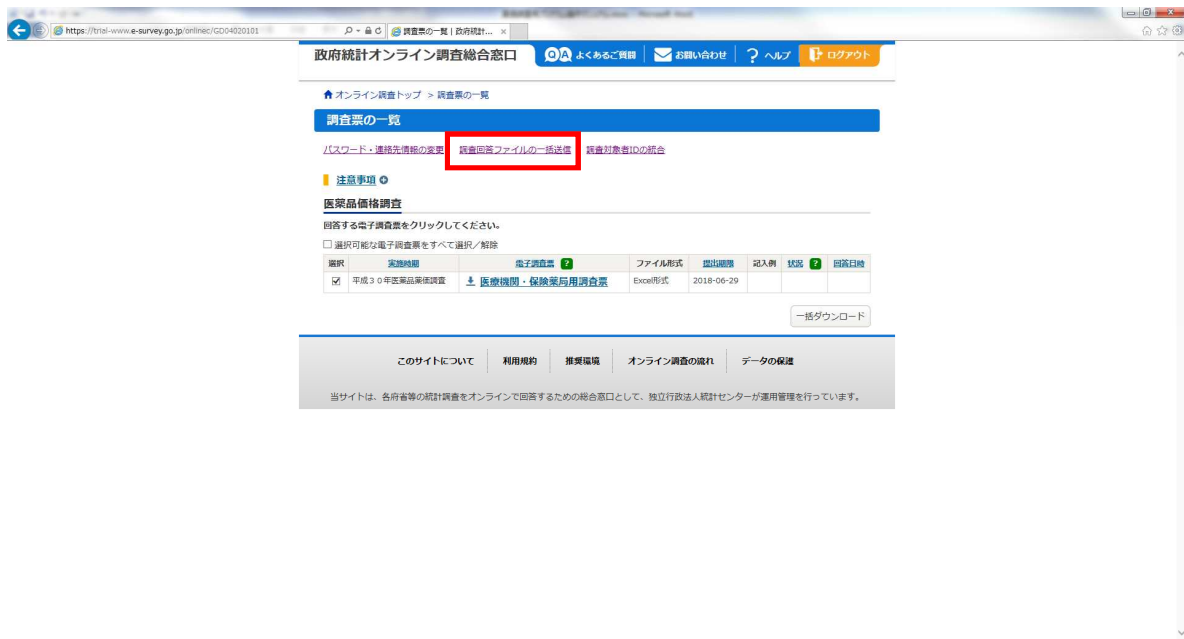 https://trial-www.e-survey.go.jp/onlinec/GD04020101
調査票の一覧 | 政府統計...
政府統計オンライン調査総合窓口
QA よくあるご質問
お問い合わせ
? ヘルプ
ログアウト
オンライン調査トップ > 調査票の一覧
調査票の一覧
パスワード・連絡先情報の変更 調査回答ファイルの一括送信 調査対象者IDの統合
注意事項
医薬品価格調査
回答する電子調査票をクリックしてください。
選択可能な電子調査票をすべて選択／解除
選択 実施時期 電子調査票 ? ファイル形式 提出期限 記入例 状況 ? 回答日時
平成３０年医薬品薬価調査 医療機関・保険薬局用調査票 Excel形式 2018-06-29
一括ダウンロード
このサイトについて 利用規約 推奨環境 オンライン調査の流れ データの保護
当サイトは、各府省等の統計調査をオンラインで回答するための総合窓口として、独立行政法人統計センターが運用管理を行っています。